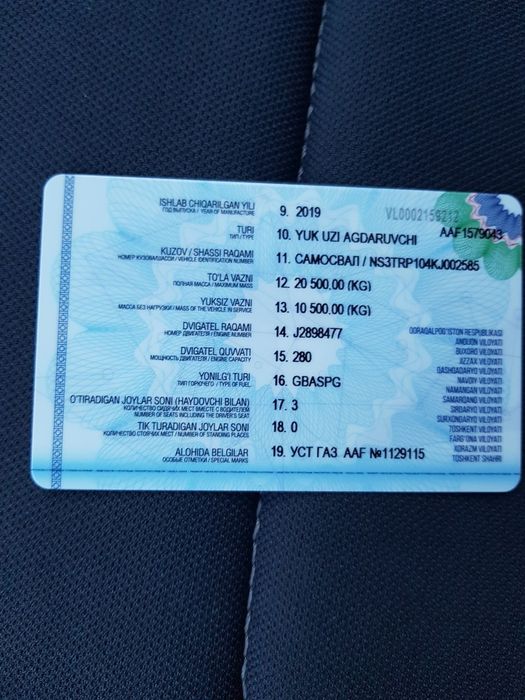 ISHLAB CHIQARILGAN YILI
ГОД ВЫПУСКА / YEAR OF MANUFACTURE
9. 2019
VL0002159212
TURI
ТИП / TYPE
10. YUK UZI AGDARUVCHI
AAF1579043
KUZOV / SHASSI RAQAMI
НОМЕР КУЗОВА/ШАССИ / VEHICLE IDENTIFICATION NUMBER
11. САМОСВАЛ / NS3TRP104KJ002585
TO'LA VAZNI
ПОЛНАЯ МАССА / MAXIMUM MASS
12. 20 500.00 (KG)
YUKSIZ VAZNI
МАССА БЕЗ НАГРУЗКИ / MASS OF THE VEHICLE IN SERVICE
13. 10 500.00 (KG)
DVIGATEL RAQAMI
НОМЕР ДВИГАТЕЛЯ / ENGINE NUMBER
14. J2898477
DVIGATEL QUVVATI
МОЩНОСТЬ ДВИГАТЕЛЯ / ENGINE CAPACITY
15. 280
YONILG'I TURI
ТИП ГОРЮЧЕГО / TYPE OF FUEL
16. GBASPG
O'TIRADIGAN JOYLAR SONI (HAYDOVCHI BILAN)
КОЛИЧЕСТВО СИДЯЧИХ МЕСТ ВМЕСТЕ С ВОДИТЕЛЕМ
NUMBER OF SEATS INCLUDING THE DRIVER'S SEAT
17. 3
TIK TURADIGAN JOYLAR SONI
КОЛИЧЕСТВО СТОЯЧИХ МЕСТ / NUMBER OF STANDING PLACES
18. 0
ALOHIDA BELGILAR
ОСОБЫЕ ОТМЕТКИ / SPECIAL MARKS
19. УСТ ГАЗ AAF №1129115
QORAQALPOG'ISTON RESPUBLIKASI
ANDIJON VILOYATI
BUXORO VILOYATI
JIZZAX VILOYATI
QASHQADARYO VILOYATI
NAVOIY VILOYATI
NAMANGAN VILOYATI
SAMARQAND VILOYATI
SIRDARYO VILOYATI
SURXONDARYO VILOYATI
TOSHKENT VILOYATI
FARG'ONA VILOYATI
XORAZM VILOYATI
TOSHKENT SHAHRI